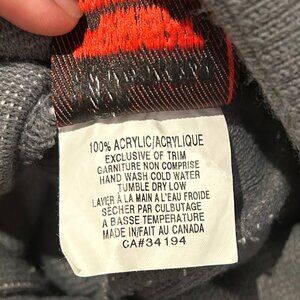 100% ACRYLIC/ACRYLIQUE
EXCLUSIVE OF TRIM
GARNITURE NON COMPRISE
HAND WASH COLD WATER
TUMBLE DRY LOW
LAVER À LA MAIN A L'EAU FROIDE
SÉCHER PAR CULBUTAGE
A BASSE TEMPÉRATURE
MADE IN/FAIT AU CANADA
CA#34194